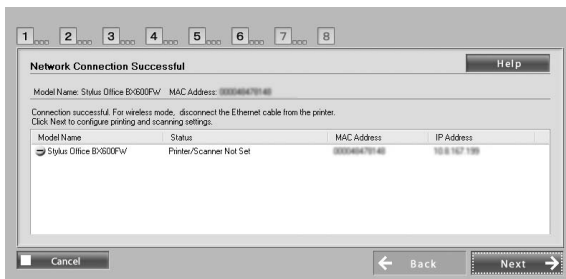 1 2 3 4 5 6 7 8
Network Connection Successful
Help
Model Name: Stylus Office BX600FW MAC Address:
Connection successful. For wireless mode, disconnect the Ethernet cable from the printer.
Click Next to configure printing and scanning settings.
Model Name Status MAC Address IP Address
Stylus Office BX600FW Printer/Scanner Not Set
Cancel
Back
Next